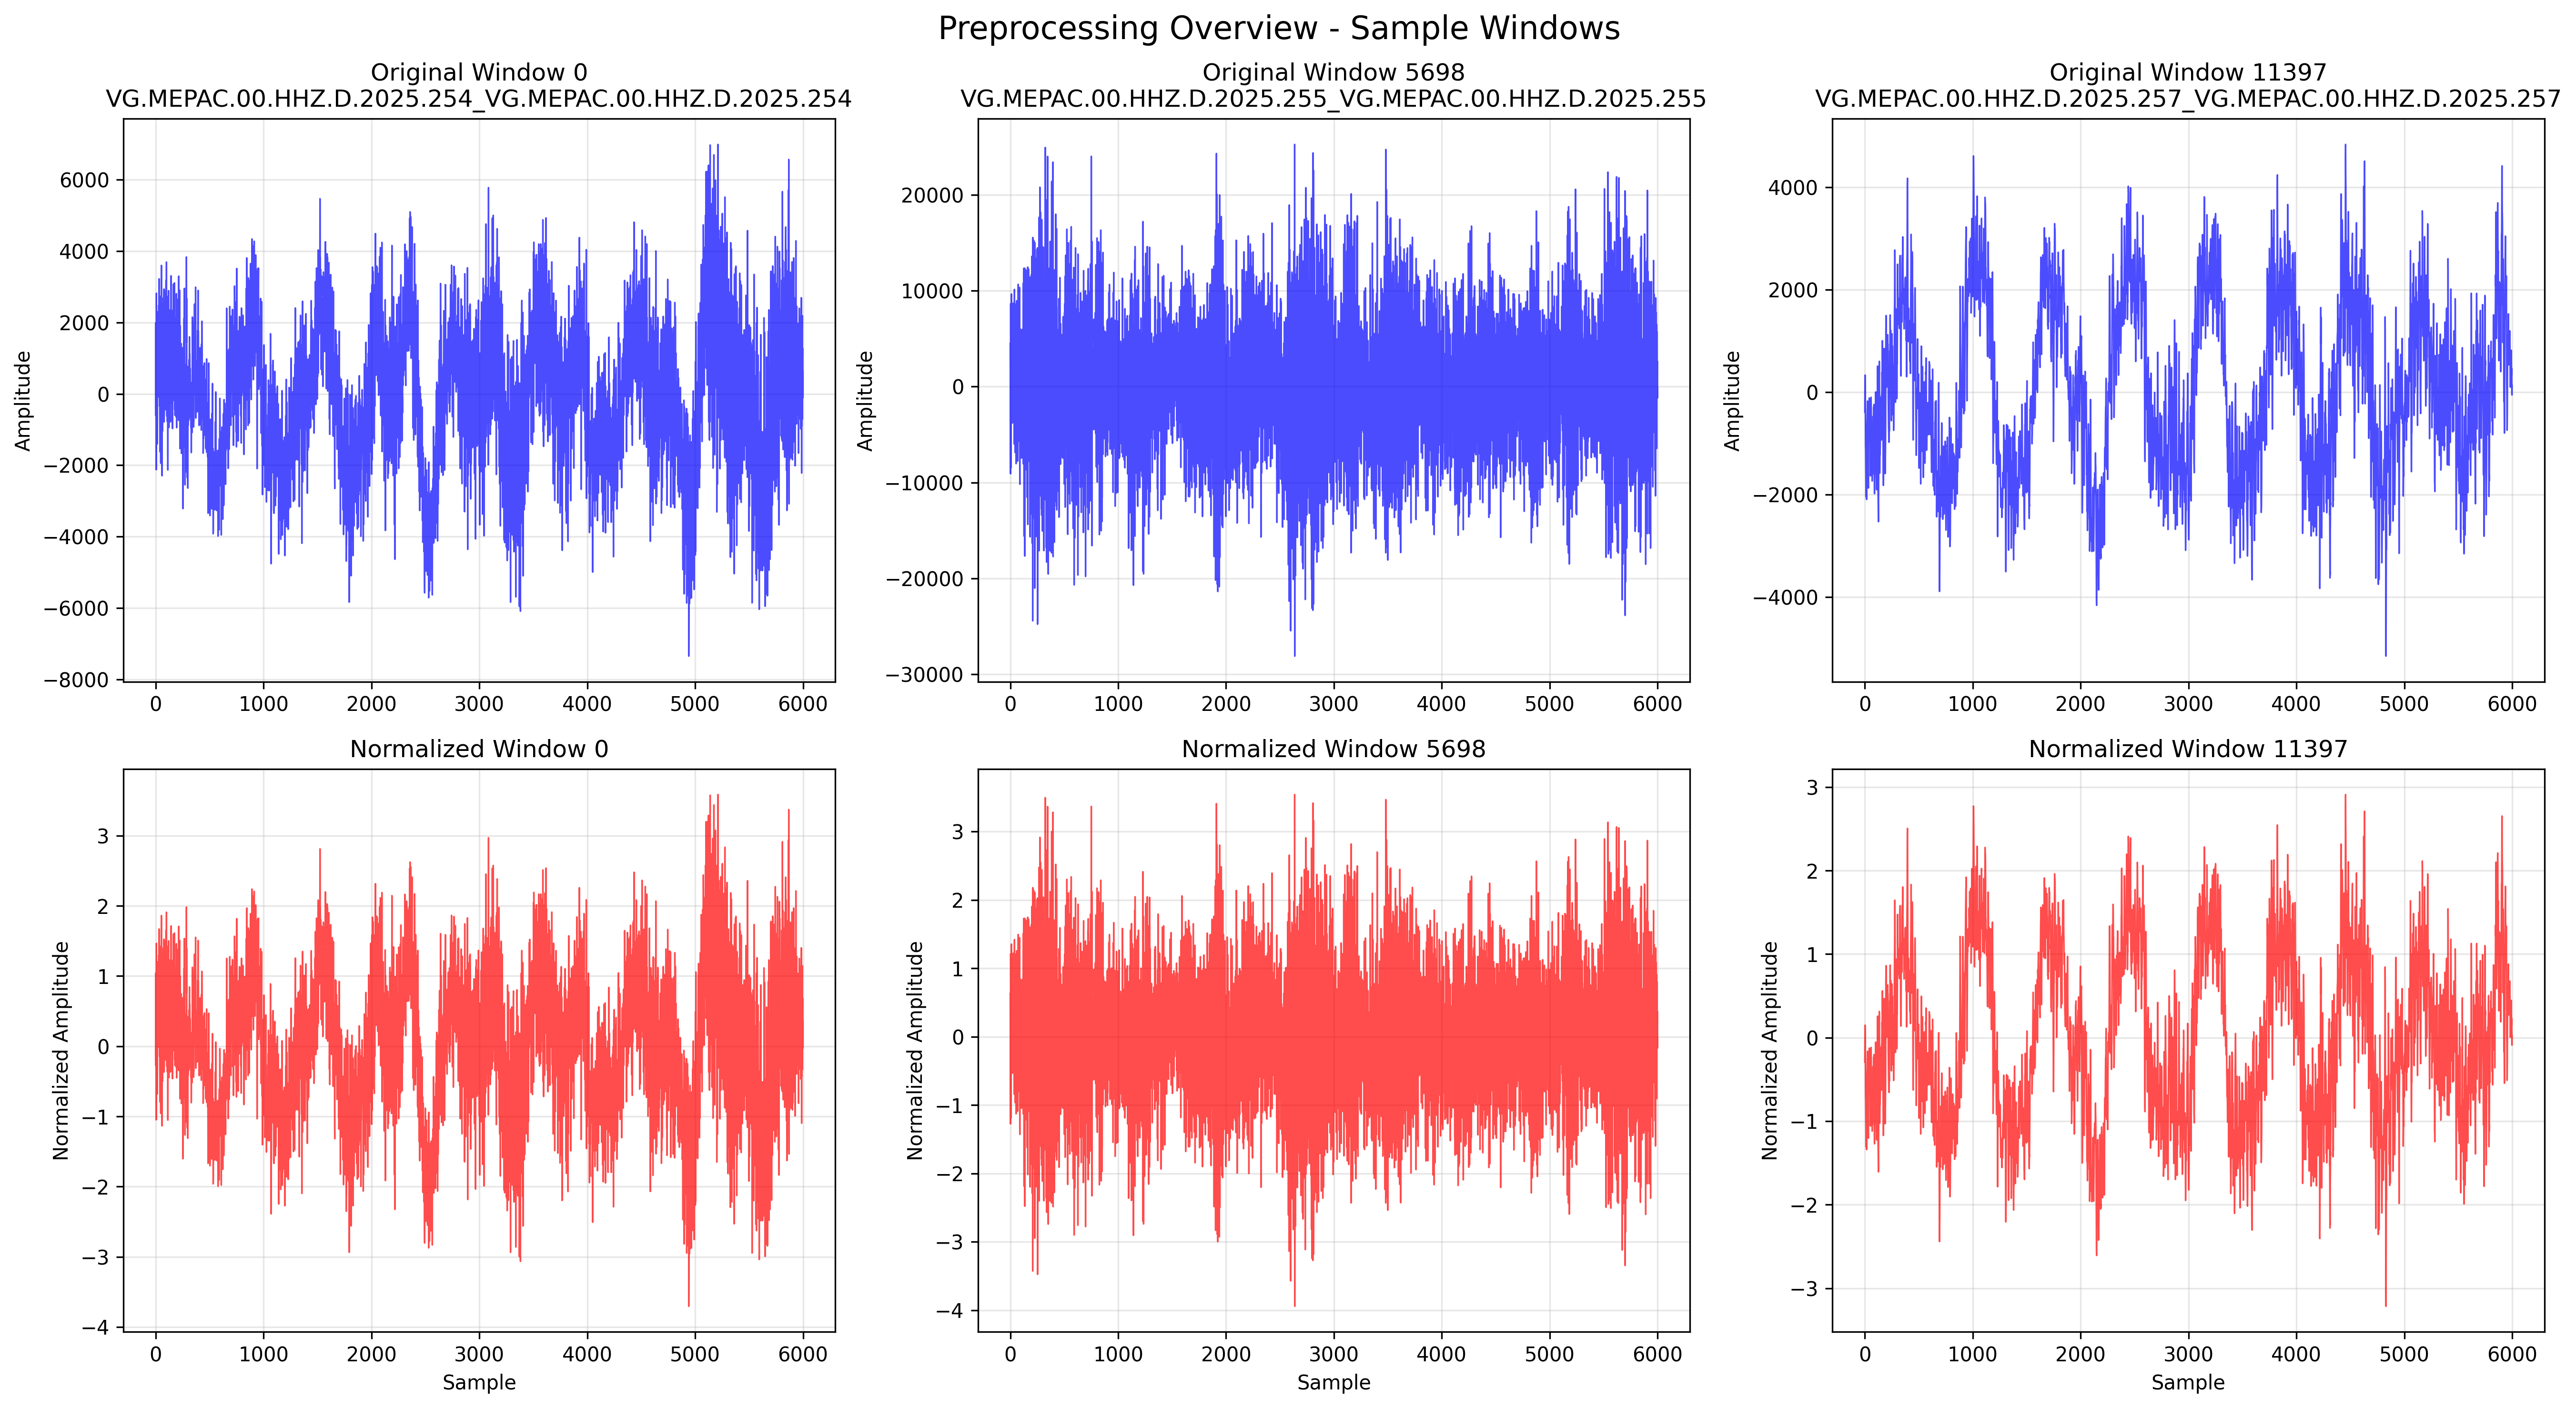 Preprocessing Overview - Sample Windows
Original Window 0
VG.MEPAC.00.HHZ.D.2025.254_VG.MEPAC.00.HHZ.D.2025.254
Amplitude
6000
4000
2000
0
−2000
−4000
−6000
−8000
0 1000 2000 3000 4000 5000 6000
Original Window 5698
VG.MEPAC.00.HHZ.D.2025.255_VG.MEPAC.00.HHZ.D.2025.255
Amplitude
20000
10000
0
−10000
−20000
−30000
0 1000 2000 3000 4000 5000 6000
Original Window 11397
VG.MEPAC.00.HHZ.D.2025.257_VG.MEPAC.00.HHZ.D.2025.257
Amplitude
4000
2000
0
−2000
−4000
0 1000 2000 3000 4000 5000 6000
Normalized Window 0
Normalized Amplitude
3
2
1
0
−1
−2
−3
−4
0 1000 2000 3000 4000 5000 6000
Sample
Normalized Window 5698
Normalized Amplitude
3
2
1
0
−1
−2
−3
−4
0 1000 2000 3000 4000 5000 6000
Sample
Normalized Window 11397
Normalized Amplitude
3
2
1
0
−1
−2
−3
0 1000 2000 3000 4000 5000 6000
Sample